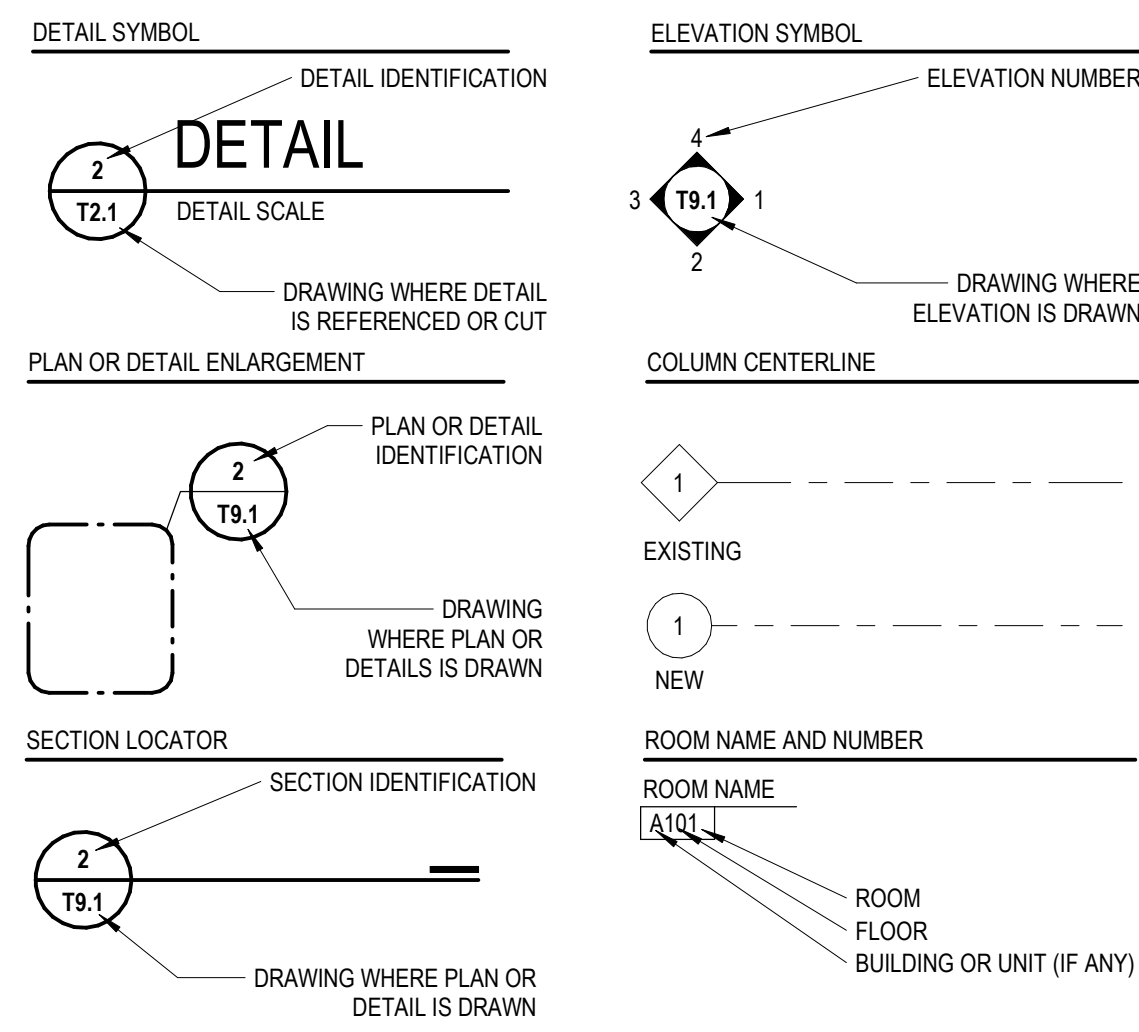 DETAIL SYMBOL
DETAIL IDENTIFICATION
DETAIL
2
T2.1
DETAIL SCALE
DRAWING WHERE DETAIL
IS REFERENCED OR CUT
ELEVATION SYMBOL
ELEVATION NUMBER
4
3
T9.1
1
2
DRAWING WHERE
ELEVATION IS DRAWN
PLAN OR DETAIL ENLARGEMENT
PLAN OR DETAIL
IDENTIFICATION
2
T9.1
DRAWING
WHERE PLAN OR
DETAILS IS DRAWN
COLUMN CENTERLINE
1
EXISTING
1
NEW
SECTION LOCATOR
SECTION IDENTIFICATION
2
T9.1
DRAWING WHERE PLAN OR
DETAIL IS DRAWN
ROOM NAME AND NUMBER
ROOM NAME
A101
ROOM
FLOOR
BUILDING OR UNIT (IF ANY)